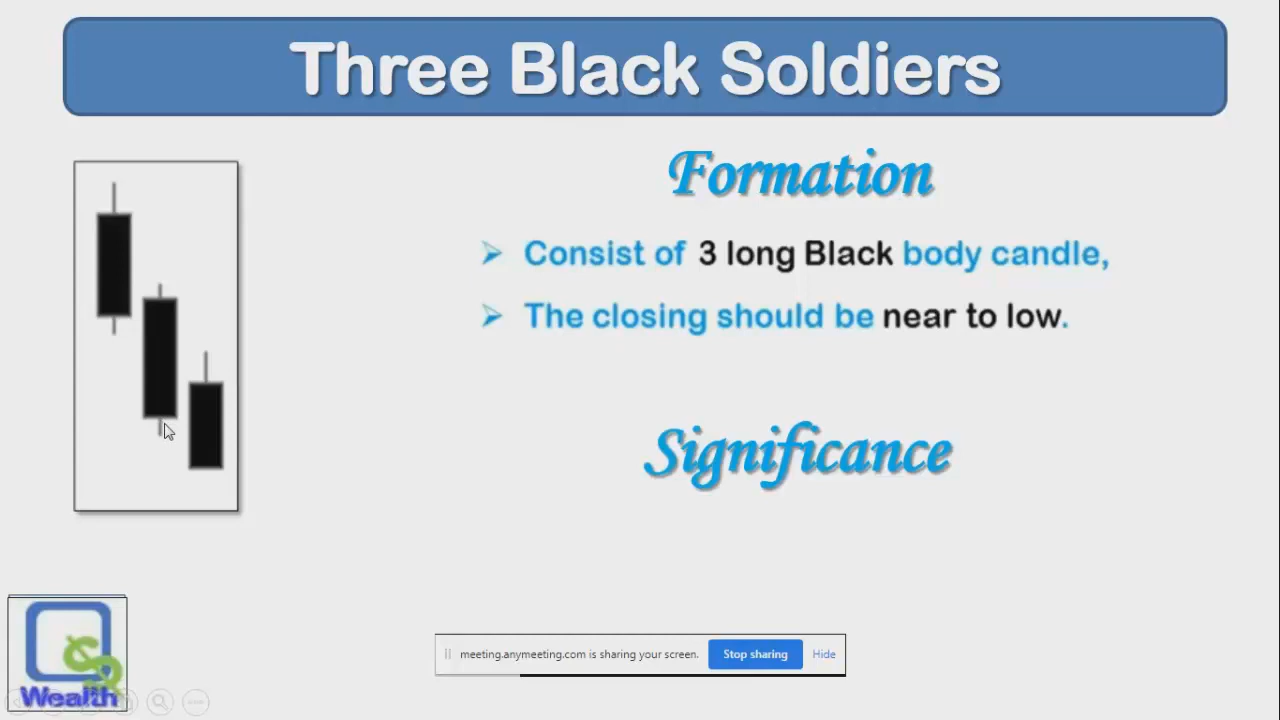 Three Black Soldiers
Formation
Consist of 3 long Black body candle,
The closing should be near to low.
Significance
meeting.anymeeting.com is sharing your screen. Stop sharing Hide
Wealth